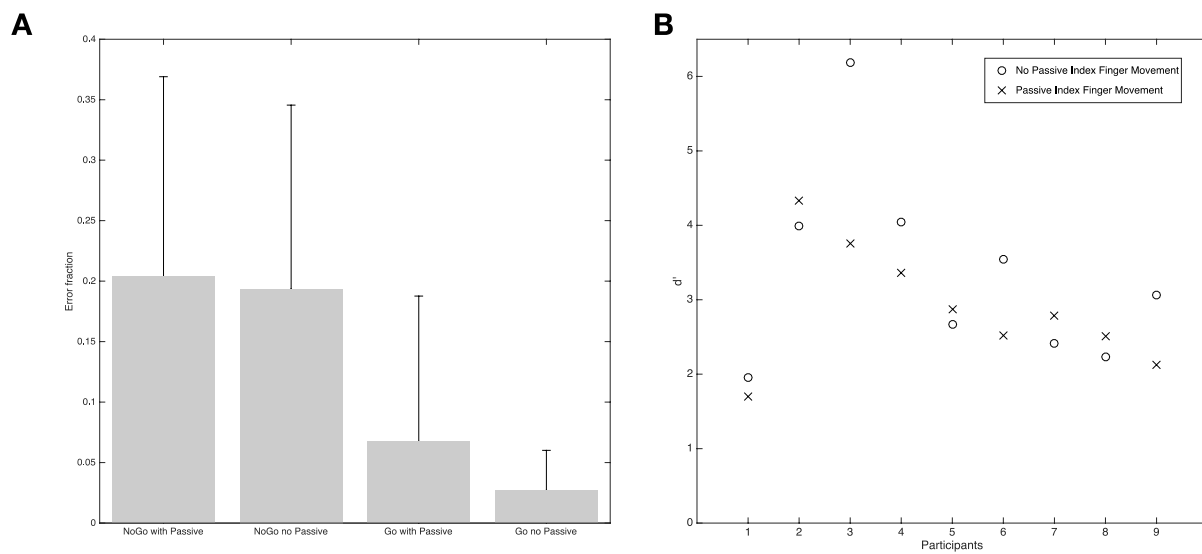 A
0.4
0.35
0.3
0.25
0.2
0.15
0.1
0.05
0
Error fraction
NoGo with Passive
NoGo no Passive
Go with Passive
Go no Passive
B
No Passive Index Finger Movement
Passive Index Finger Movement
6
5
4
3
2
1
0
d'
1 2 3 4 5 6 7 8 9
Participants